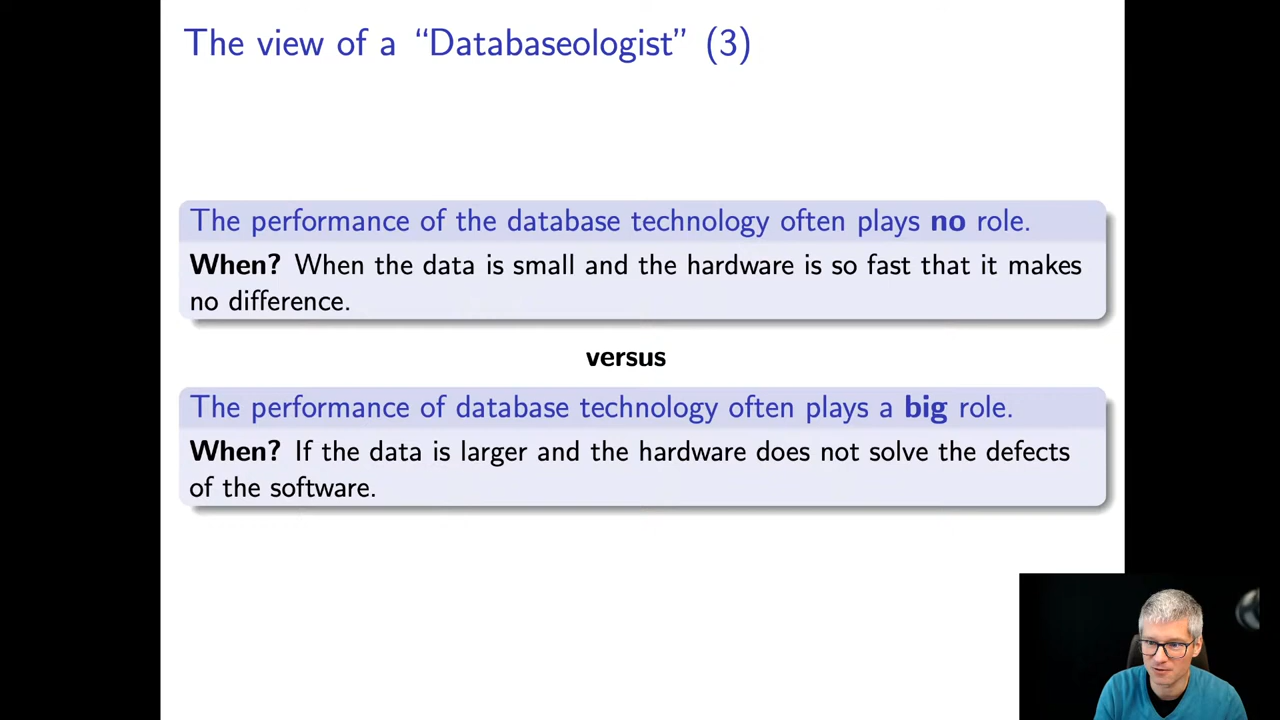 The view of a “Databaseologist” (3)
The performance of the database technology often plays no role.
When? When the data is small and the hardware is so fast that it makes
no difference.
versus
The performance of database technology often plays a big role.
When? If the data is larger and the hardware does not solve the defects
of the software.